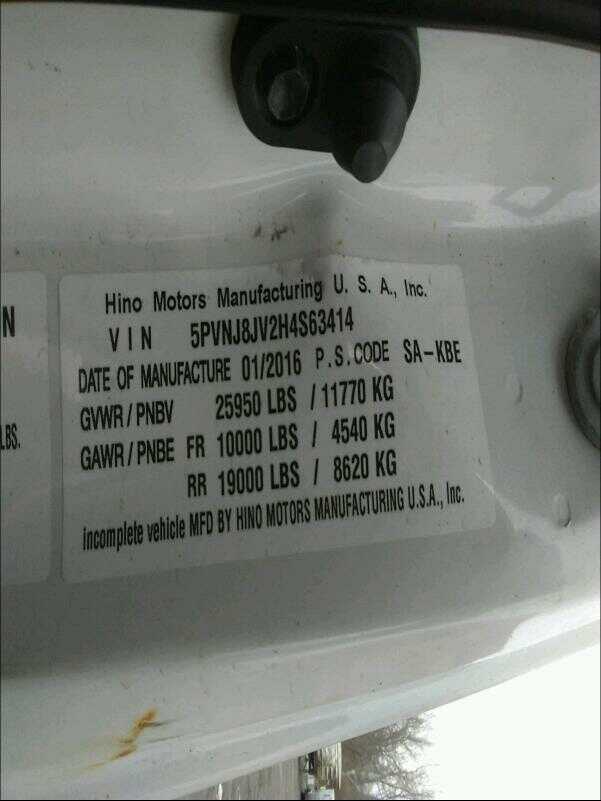 Hino Motors Manufacturing U. S. A., Inc.
VIN 5PVNJ8JV2H4S63414
DATE OF MANUFACTURE 01/2016 P.S.CODE SA-KBE
GVWR/PNBV 25950 LBS / 11770 KG
GAWR/PNBE FR 10000 LBS / 4540 KG
RR 19000 LBS / 8620 KG
incomplete vehicle MFD BY HINO MOTORS MANUFACTURING U.S.A., Inc.
N
LBS.